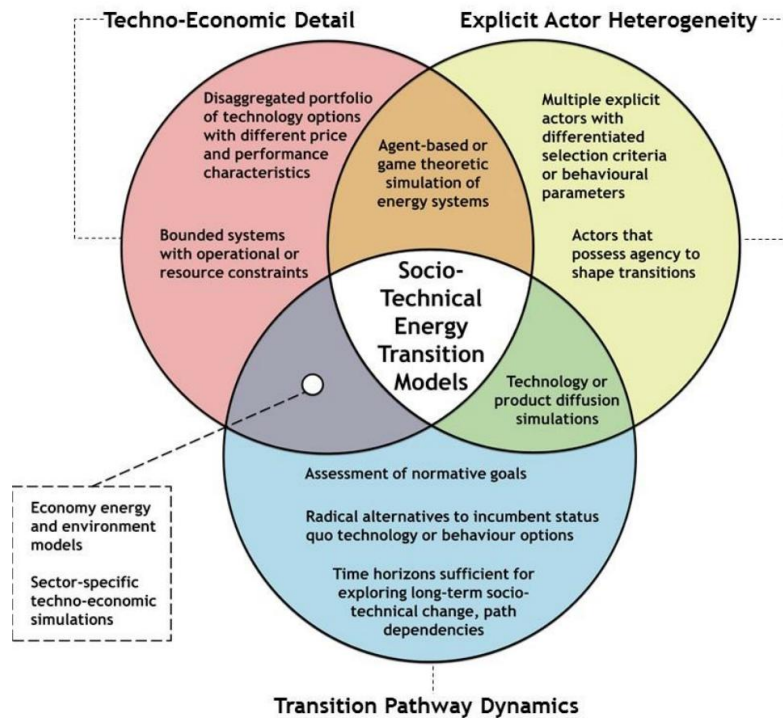 Techno-Economic Detail
Explicit Actor Heterogeneity
Disaggregated portfolio
of technology options
with different price
and performance
characteristics
Bounded systems
with operational or
resource constraints
Agent-based or
game theoretic
simulation of
energy systems
Multiple explicit
actors with
differentiated
selection criteria
or behavioural
parameters
Actors that
possess agency to
shape transitions
Socio-
Technical
Energy
Transition
Models
Technology or
product diffusion
simulations
Economy energy
and environment
models
Sector-specific
techno-economic
simulations
Assessment of normative goals
Radical alternatives to incumbent status
quo technology or behaviour options
Time horizons sufficient for
exploring long-term socio-
technical change, path
dependencies
Transition Pathway Dynamics